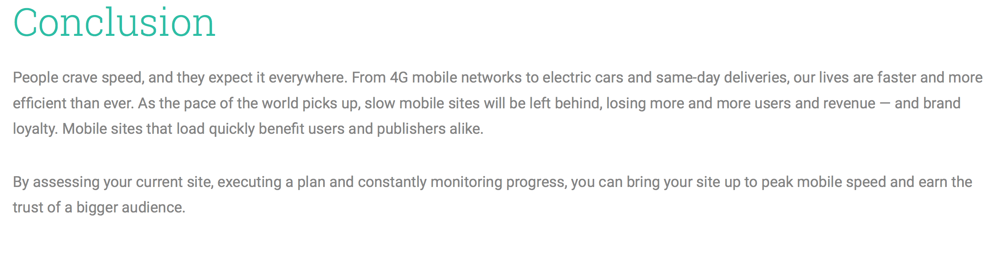 Conclusion
People crave speed, and they expect it everywhere. From 4G mobile networks to electric cars and same-day deliveries, our lives are faster and more
efficient than ever. As the pace of the world picks up, slow mobile sites will be left behind, losing more and more users and revenue — and brand
loyalty. Mobile sites that load quickly benefit users and publishers alike.
By assessing your current site, executing a plan and constantly monitoring progress, you can bring your site up to peak mobile speed and earn the
trust of a bigger audience.